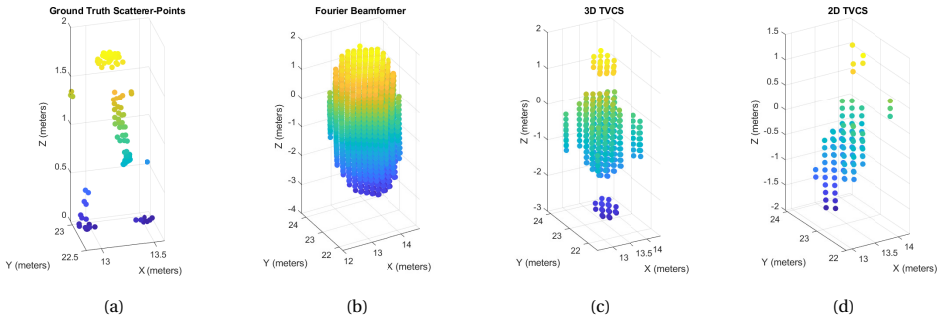 Ground Truth Scatterer-Points
2
1.5
1
0.5
0
Z (meters)
23
22.5
Y (meters)
13
13.5
X (meters)
(a)
Fourier Beamformer
2
1
0
-1
-2
-3
-4
Z (meters)
24
23
22
Y (meters)
12
13
14
X (meters)
(b)
3D TVCS
2
1
0
-1
-2
-3
Z (meters)
24
23
22
Y (meters)
13
13.5
14
X (meters)
(c)
2D TVCS
1.5
1
0.5
0
-0.5
-1
-1.5
-2
Z (meters)
24
23
22
Y (meters)
13
13.5
14
X (meters)
(d)